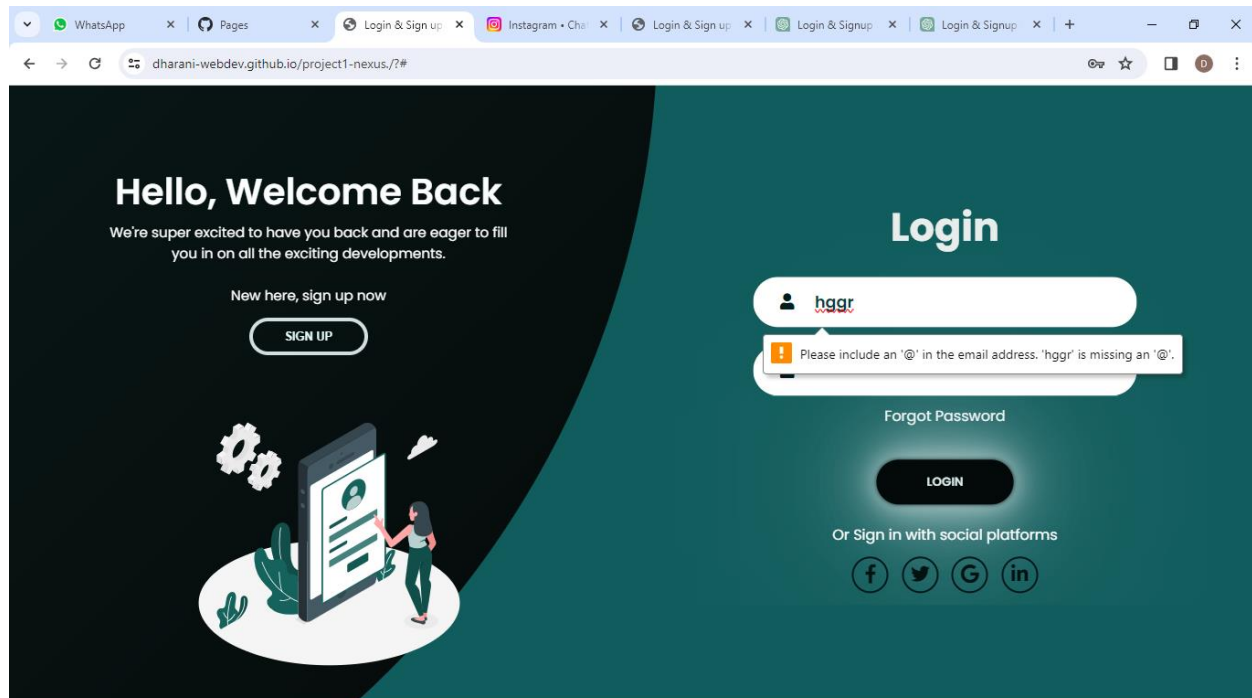 WhatsApp
Pages
Login & Sign up
Instagram • Cha
Login & Sign up
Login & Signup
Login & Signup
dharani-webdev.github.io/project1-nexus./?#
D
Hello, Welcome Back
We're super excited to have you back and are eager to fill
you in on all the exciting developments.
New here, sign up now
SIGN UP
Login
hggr
Please include an '@' in the email address. 'hggr' is missing an '@'.
Forgot Password
LOGIN
Or Sign in with social platforms